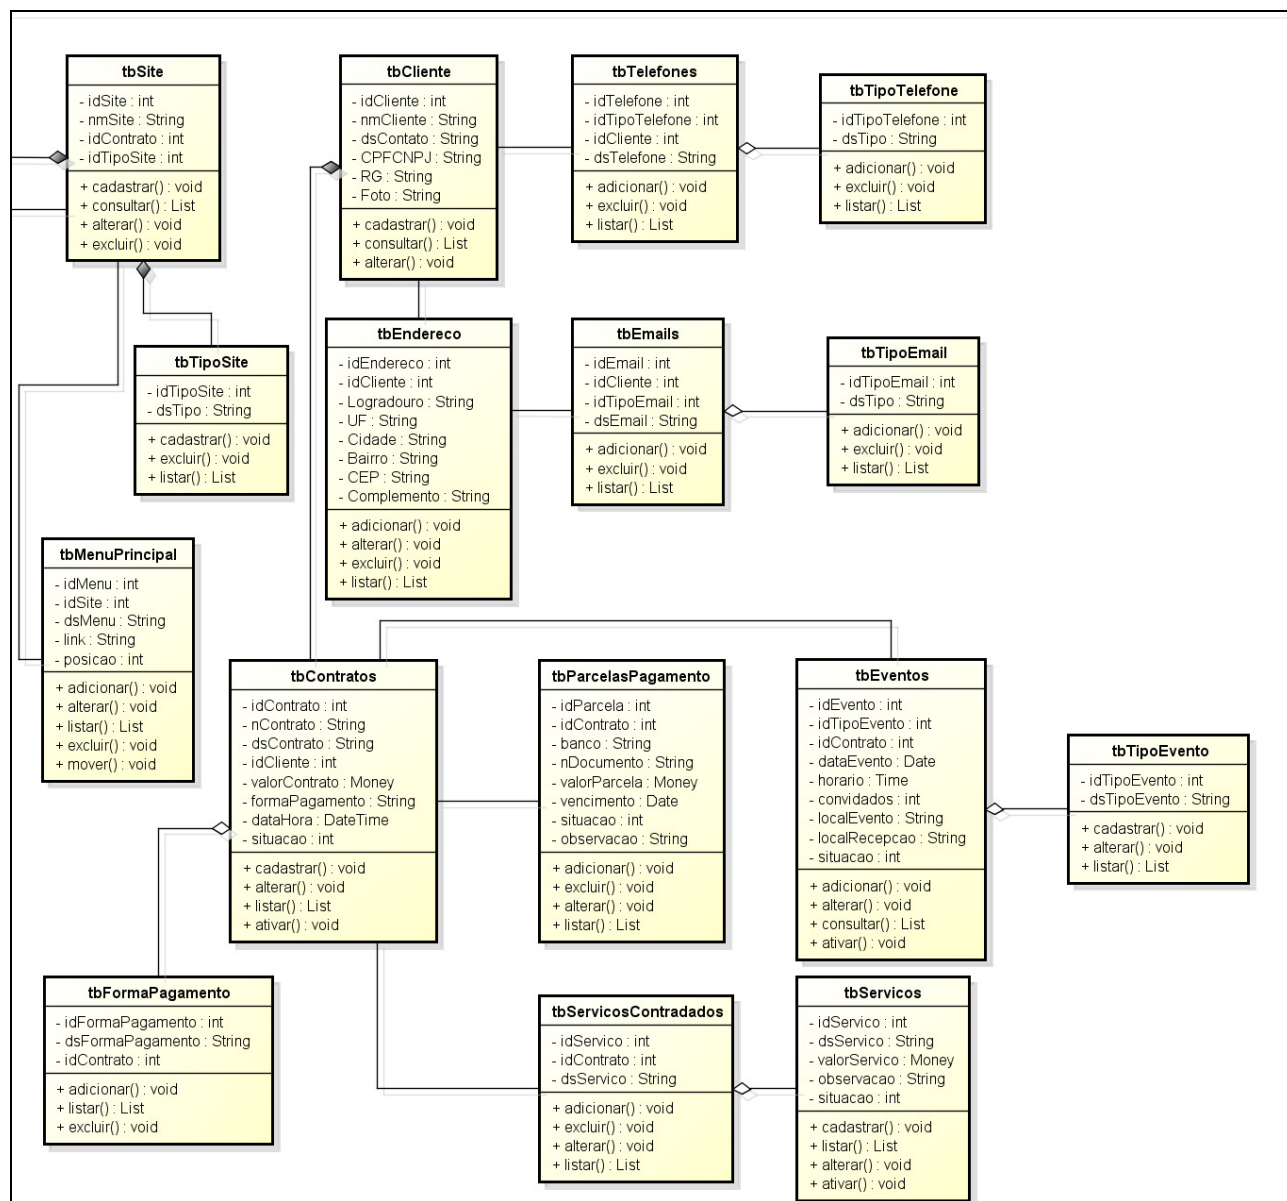 tbSite
- idSite : int
- nmSite : String
- idContrato : int
- idTipoSite : int
+ cadastrar() : void
+ consultar() : List
+ alterar() : void
+ excluir() : void
tbCliente
- idCliente : int
- nmCliente : String
- dsContato : String
- CPFCNPJ : String
- RG : String
- Foto : String
+ cadastrar() : void
+ consultar() : List
+ alterar() : void
tbTelefones
- idTelefone : int
- idTipoTelefone : int
- idCliente : int
- dsTelefone : String
+ adicionar() : void
+ excluir() : void
+ listar() : List
tbTipoTelefone
- idTipoTelefone : int
- dsTipo : String
+ adicionar() : void
+ excluir() : void
+ listar() : List
tbTipoSite
- idTipoSite : int
- dsTipo : String
+ cadastrar() : void
+ excluir() : void
+ listar() : List
tbEndereco
- idEndereco : int
- idCliente : int
- Logradouro : String
- UF : String
- Cidade : String
- Bairro : String
- CEP : String
- Complemento : String
+ adicionar() : void
+ alterar() : void
+ excluir() : void
+ listar() : List
tbEmails
- idEmail : int
- idCliente : int
- idTipoEmail : int
- dsEmail : String
+ adicionar() : void
+ excluir() : void
+ listar() : List
tbTipoEmail
- idTipoEmail : int
- dsTipo : String
+ adicionar() : void
+ excluir() : void
+ listar() : List
tbMenuPrincipal
- idMenu : int
- idSite : int
- dsMenu : String
- link : String
- posicao : int
+ adicionar() : void
+ alterar() : void
+ listar() : List
+ excluir() : void
+ mover() : void
tbContratos
- idContrato : int
- nContrato : String
- dsContrato : String
- idCliente : int
- valorContrato : Money
- formaPagamento : String
- dataHora : DateTime
- situacao : int
+ cadastrar() : void
+ alterar() : void
+ listar() : List
+ ativar() : void
tbParcelasPagamento
- idParcela : int
- idContrato : int
- banco : String
- nDocumento : String
- valorParcela : Money
- vencimento : Date
- situacao : int
- observacao : String
+ adicionar() : void
+ excluir() : void
+ alterar() : void
+ listar() : List
tbEventos
- idEvento : int
- idTipoEvento : int
- idContrato : int
- dataEvento : Date
- horario : Time
- convidados : int
- localEvento : String
- localRecepcao : String
- situacao : int
+ adicionar() : void
+ alterar() : void
+ consultar() : List
+ ativar() : void
tbTipoEvento
- idTipoEvento : int
- dsTipoEvento : String
+ cadastrar() : void
+ alterar() : void
+ listar() : List
tbFormaPagamento
- idFormaPagamento : int
- dsFormaPagamento : String
- idContrato : int
+ adicionar() : void
+ listar() : List
+ excluir() : void
tbServicosContradados
- idServico : int
- idContrato : int
- dsServico : String
+ adicionar() : void
+ excluir() : void
+ alterar() : void
+ listar() : List
tbServicos
- idServico : int
- dsServico : String
- valorServico : Money
- observacao : String
- situacao : int
+ cadastrar() : void
+ listar() : List
+ alterar() : void
+ ativar() : void